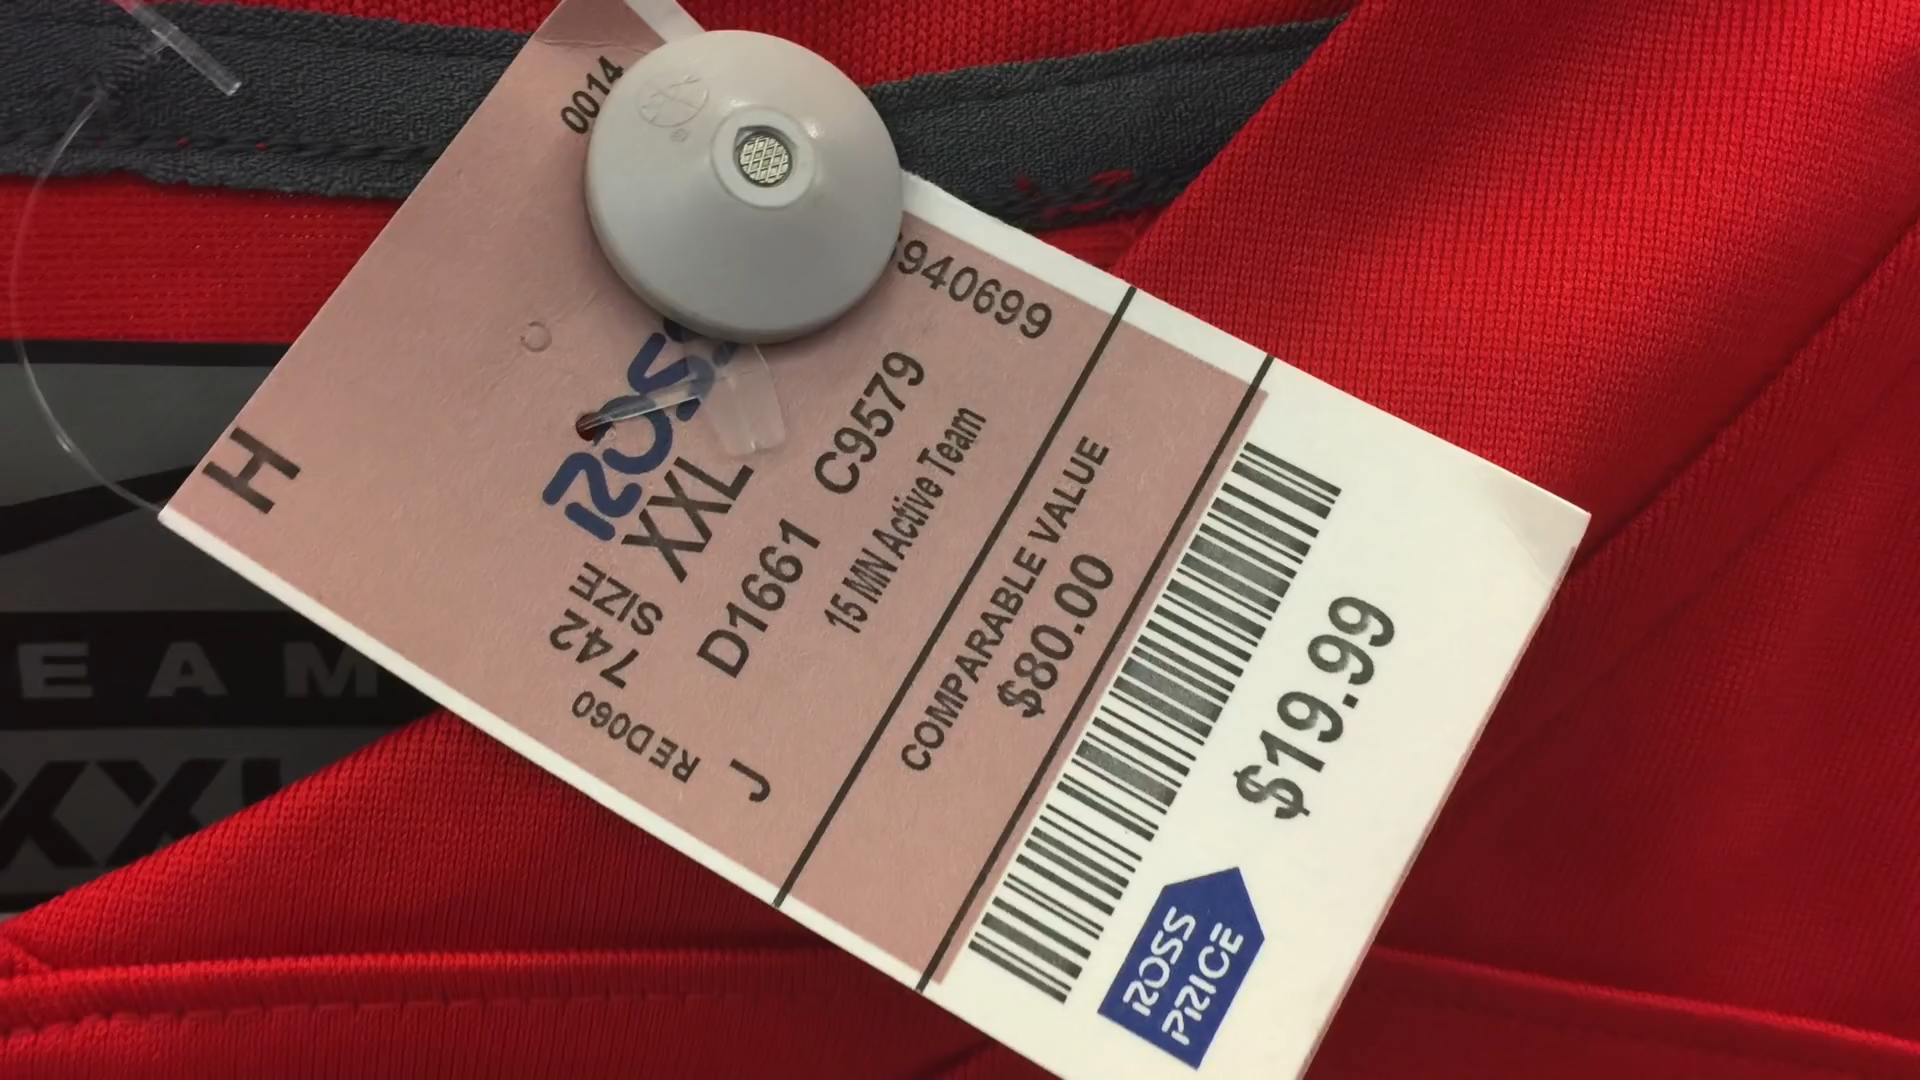 H
0014
ROSS
742 XXL
SIZE
RED060
D1661 C9579
940699
15 MN Active Team
J
COMPARABLE VALUE
$80.00
$19.99
ROSS
PRICE
EAM
XXL